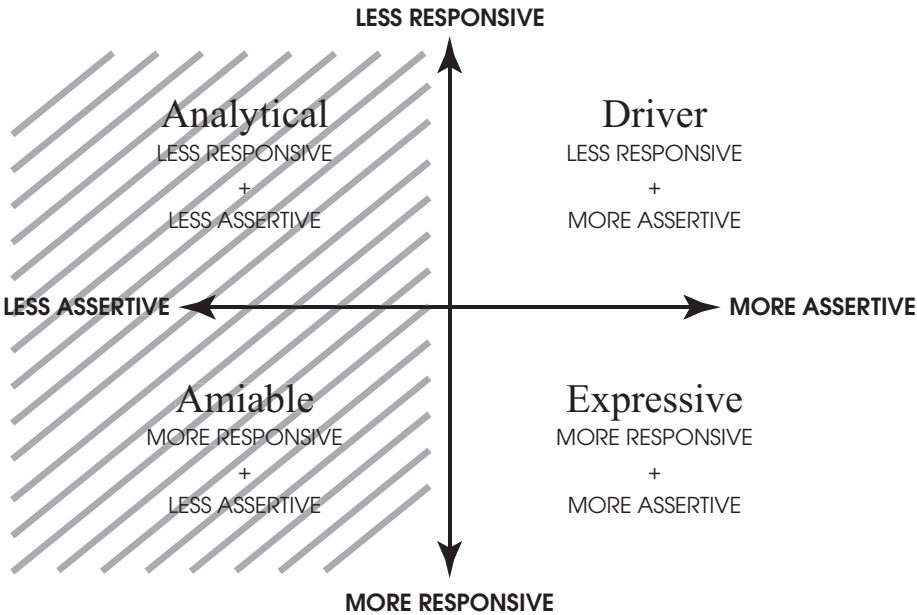 LESS RESPONSIVE
Analytical
LESS RESPONSIVE
+
LESS ASSERTIVE
Driver
LESS RESPONSIVE
+
MORE ASSERTIVE
LESS ASSERTIVE
MORE ASSERTIVE
Amiable
MORE RESPONSIVE
+
LESS ASSERTIVE
Expressive
MORE RESPONSIVE
+
MORE ASSERTIVE
MORE RESPONSIVE